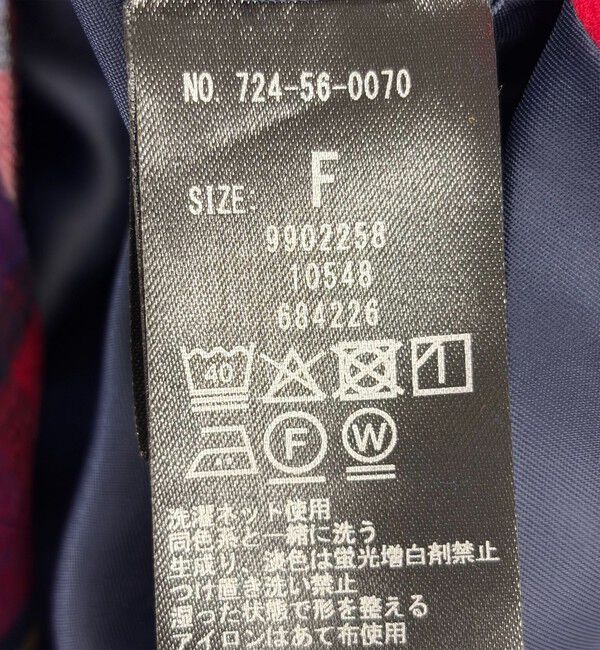 NO. 724-56-0070
SIZE: F
9902258
10548
684226
40
F W
洗濯ネット使用
同色系と一緒に洗う
生成り、淡色は蛍光増白剤禁止
つけ置き洗い禁止
湿った状態で形を整える
アイロンはあて布使用